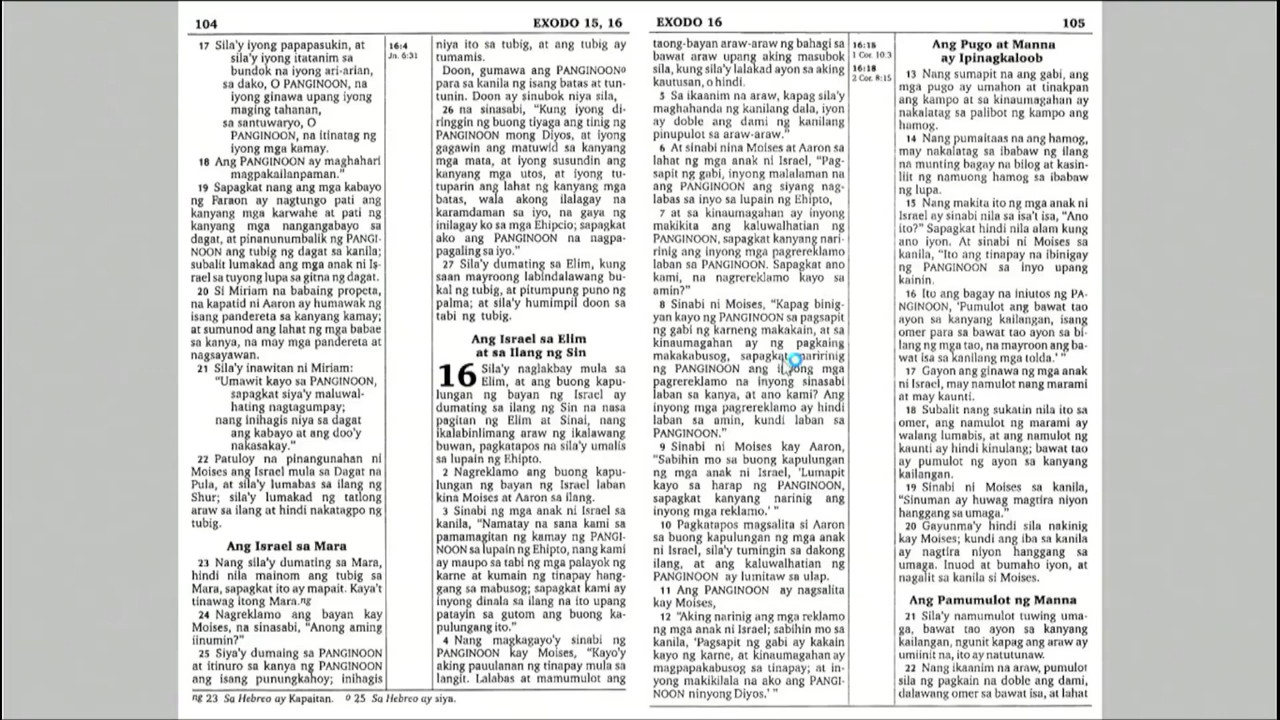 104
EXODO 15, 16
17 Sila'y iyong papapasukin, at
sila'y iyong itatanim sa
bundok na iyong ari-arian,
sa dako, O PANGINOON, na
iyong ginawa upang iyong
maging tahanan,
sa santuwaryo, O
PANGINOON, na itinatag ng
iyong mga kamay.
18 Ang PANGINOON ay maghahari
magpakailanpaman."
19 Sapagkat nang ang mga kabayo
ng Faraon ay nagtungo pati ang
kanyang mga karwahe at pati ng
kanyang mga nangangabayo sa
dagat, at pinanunumbalik ng PANGI-
NOON ang tubig ng dagat sa kanila;
subalit lumakad ang mga anak ni Is-
rael sa tuyong lupa sa gitna ng dagat.
20 Si Miriam na babaing propeta,
na kapatid ni Aaron ay humawak ng
isang pandereta sa kanyang kamay;
at sumunod ang lahat ng mga babae
sa kanya, na may mga pandereta at
nagsayawan.
21 Sila'y inawitan ni Miriam:
"Umawit kayo sa PANGINOON,
sapagkat siya'y maluwal-
hating nagtagumpay;
nang inihagis niya sa dagat
ang kabayo at ang doo'y
nakasakay."
22 Patuloy na pinangunahan ni
Moises ang Israel mula sa Dagat na
Pula, at sila'y lumabas sa ilang ng
Shur; sila'y lumakad ng tatlong
araw sa ilang at hindi nakatagpo ng
tubig.
Ang Israel sa Mara
23 Nang sila'y dumating sa Mara,
hindi nila mainom ang tubig sa
Mara, sapagkat ito ay mapait. Kaya't
tinawag itong Mara.ng
24 Nagreklamo ang bayan kay
Moises, na sinasabi, "Anong aming
iinumin?"
25 Siya'y dumaing sa PANGINOON
at itinuro sa kanya ng PANGINOON
ang isang punungkahoy; inihagis
16:4
Jn. 6:31
niya ito sa tubig, at ang tubig ay
tumamis.
Doon, gumawa ang PANGINOONo
para sa kanila ng isang batas at tun-
tunin. Doon ay sinubok niya sila,
26 na sinasabi, "Kung iyong di-
ringgin ng buong tiyaga ang tinig ng
PANGINOON mong Diyos, at iyong
gagawin ang matuwid sa kanyang
mga mata, at iyong susundin ang
kanyang mga utos, at iyong tu-
tuparin ang lahat ng kanyang mga
batas, wala akong ilalagay na
karamdaman sa iyo, na gaya ng
inilagay ko sa mga Ehipcio; sapagkat
ako ang PANGINOON na nagpa-
pagaling sa iyo."
27 Sila'y dumating sa Elim, kung
saan mayroong labindalawang bu-
kal ng tubig, at pitumpung puno ng
palma; at sila'y humimpil doon sa
tabi ng tubig.
Ang Israel sa Elim
at sa Ilang ng Sin
16 Sila'y naglakbay mula sa
Elim, at ang buong kapu-
lungan ng bayan ng Israel ay
dumating sa ilang ng Sin na nasa
pagitan ng Elim at Sinai, nang
ikalabinlimang araw ng ikalawang
buwan, pagkatapos na sila'y umalis
sa lupain ng Ehipto.
2 Nagreklamo ang buong kapu-
lungan ng bayan ng Israel laban
kina Moises at Aaron sa ilang.
3 Sinabi ng mga anak ni Israel sa
kanila, "Namatay na sana kami sa
pamamagitan ng kamay ng PANGI-
NOON sa lupain ng Ehipto, nang kami
ay maupo sa tabi ng mga palayok ng
karne at kumain ng tinapay hang-
gang sa mabusog; sapagkat kami ay
inyong dinala sa ilang na ito upang
patayin sa gutom ang buong ka-
pulungang ito."
4 Nang magkagayo'y sinabi ng
PANGINOON kay Moises, "Kayo'y
aking pauulanan ng tinapay mula sa
langit. Lalabas at mamumulot ang
ng 23 Sa Hebreo ay Kapaitan. o 25 Sa Hebreo ay siya.
EXODO 16
105
taong-bayan araw-araw ng bahagi sa
bawat araw upang aking masubok
sila, kung sila'y lalakad ayon sa aking
kautusan, o hindi.
5 Sa ikaanim na araw, kapag sila'y
maghahanda ng kanilang dala, iyon
ay doble ang dami ng kanilang
pinupulot sa araw-araw."
6 At sinabi nina Moises at Aaron sa
lahat ng mga anak ni Israel, "Pag-
sapit ng gabi, inyong malalaman na
ang PANGINOON ang siyang nag-
labas sa inyo sa lupain ng Ehipto,
7 at sa kinaumagahan ay inyong
makikita ang kaluwalhatian ng
PANGINOON, sapagkat kanyang nari-
rinig ang inyong mga pagrereklamo
laban sa PANGINOON. Sapagkat ano
kami, na nagrereklamo kayo sa
amin?"
8 Sinabi ni Moises, "Kapag binig-
yan kayo ng PANGINOON sa pagsapit
ng gabi ng karneng makakain, at sa
kinaumagahan ay ng pagkaing
makakabusog, sapagkat naririnig
ng PANGINOON ang inyong mga
pagrereklamo na inyong sinasabi
laban sa kanya, at ano kami? Ang
inyong mga pagrereklamo ay hindi
laban sa amin, kundi laban sa
PANGINOON."
9 Sinabi ni Moises kay Aaron,
"Sabihin mo sa buong kapulungan
ng mga anak ni Israel, 'Lumapit
kayo sa harap ng PANGINOON,
sapagkat kanyang narinig ang
inyong mga reklamo.' "
10 Pagkatapos magsalita si Aaron
sa buong kapulungan ng mga anak
ni Israel, sila'y tumingin sa dakong
ilang, at ang kaluwalhatian ng
PANGINOON ay lumitaw sa ulap.
11 Ang PANGINOON ay nagsalita
kay Moises,
12 "Aking narinig ang mga reklamo
ng mga anak ni Israel; sabihin mo sa
kanila, 'Pagsapit ng gabi ay kakain
kayo ng karne, at kinaumagahan ay
magpapakabusog sa tinapay; at in-
yong makikilala na ako ang PANGI-
NOON ninyong Diyos.' "
16:15
1 Cor. 10:3
16:18
2 Cor. 8:15
Ang Pugo at Manna
ay Ipinagkaloob
13 Nang sumapit na ang gabi, ang
mga pugo ay umahon at tinakpan
ang kampo at sa kinaumagahan ay
nakalatag sa palibot ng kampo ang
hamog.
14 Nang pumaitaas na ang hamog,
may nakalatag sa ibabaw ng ilang
na munting bagay na bilog at kasin-
liit ng namuong hamog sa ibabaw
ng lupa.
15 Nang makita ito ng mga anak ni
Israel ay sinabi nila sa isa't isa, "Ano
ito?" Sapagkat hindi nila alam kung
ano iyon. At sinabi ni Moises sa
kanila, "Ito ang tinapay na ibinigay
ng PANGINOON sa inyo upang
kainin.
16 Ito ang bagay na iniutos ng PA-
NGINOON, 'Pumulot ang bawat tao
ayon sa kanyang kailangan, isang
omer para sa bawat tao ayon sa bi-
lang ng mga tao, na mayroon ang ba-
wat isa sa kanilang mga tolda.' "
17 Gayon ang ginawa ng mga anak
ni Israel, may namulot nang marami
at may kaunti.
18 Subalit nang sukatin nila ito sa
omer, ang namulot ng marami ay
walang lumabis, at ang namulot ng
kaunti ay hindi kinulang; bawat tao
ay pumulot ng ayon sa kanyang
kailangan.
19 Sinabi ni Moises sa kanila,
"Sinuman ay huwag magtira niyon
hanggang sa umaga."
20 Gayunma'y hindi sila nakinig
kay Moises; kundi ang iba sa kanila
ay nagtira niyon hanggang sa
umaga. Inuod at bumaho iyon, at
nagalit sa kanila si Moises.
Ang Pamumulot ng Manna
21 Sila'y namumulot tuwing uma-
ga, bawat tao ayon sa kanyang
kailangan, ngunit kapag ang araw ay
umiinit na, ito ay natutunaw.
22 Nang ikaanim na araw, pumulot
sila ng pagkain na doble ang dami,
dalawang omer sa bawat isa, at lahat